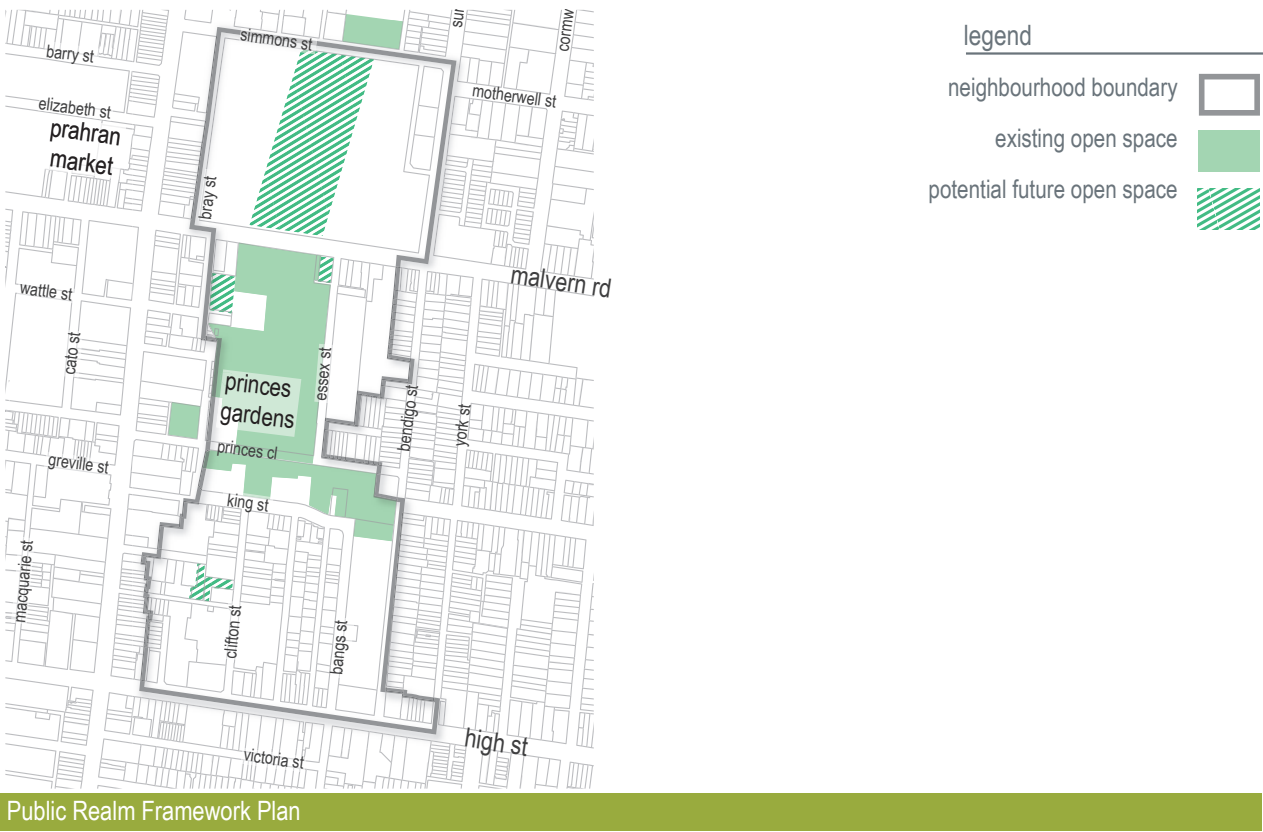 simmons st
sur
cormw
barry st
motherwell st
elizabeth st
prahran
market
bray st
malvern rd
wattle st
cato st
essex st
princes
gardens
bendigo st
york st
princes cl
greville st
king st
macquarie st
clifton st
bangs st
high st
victoria st
legend
neighbourhood boundary
existing open space
potential future open space
Public Realm Framework Plan